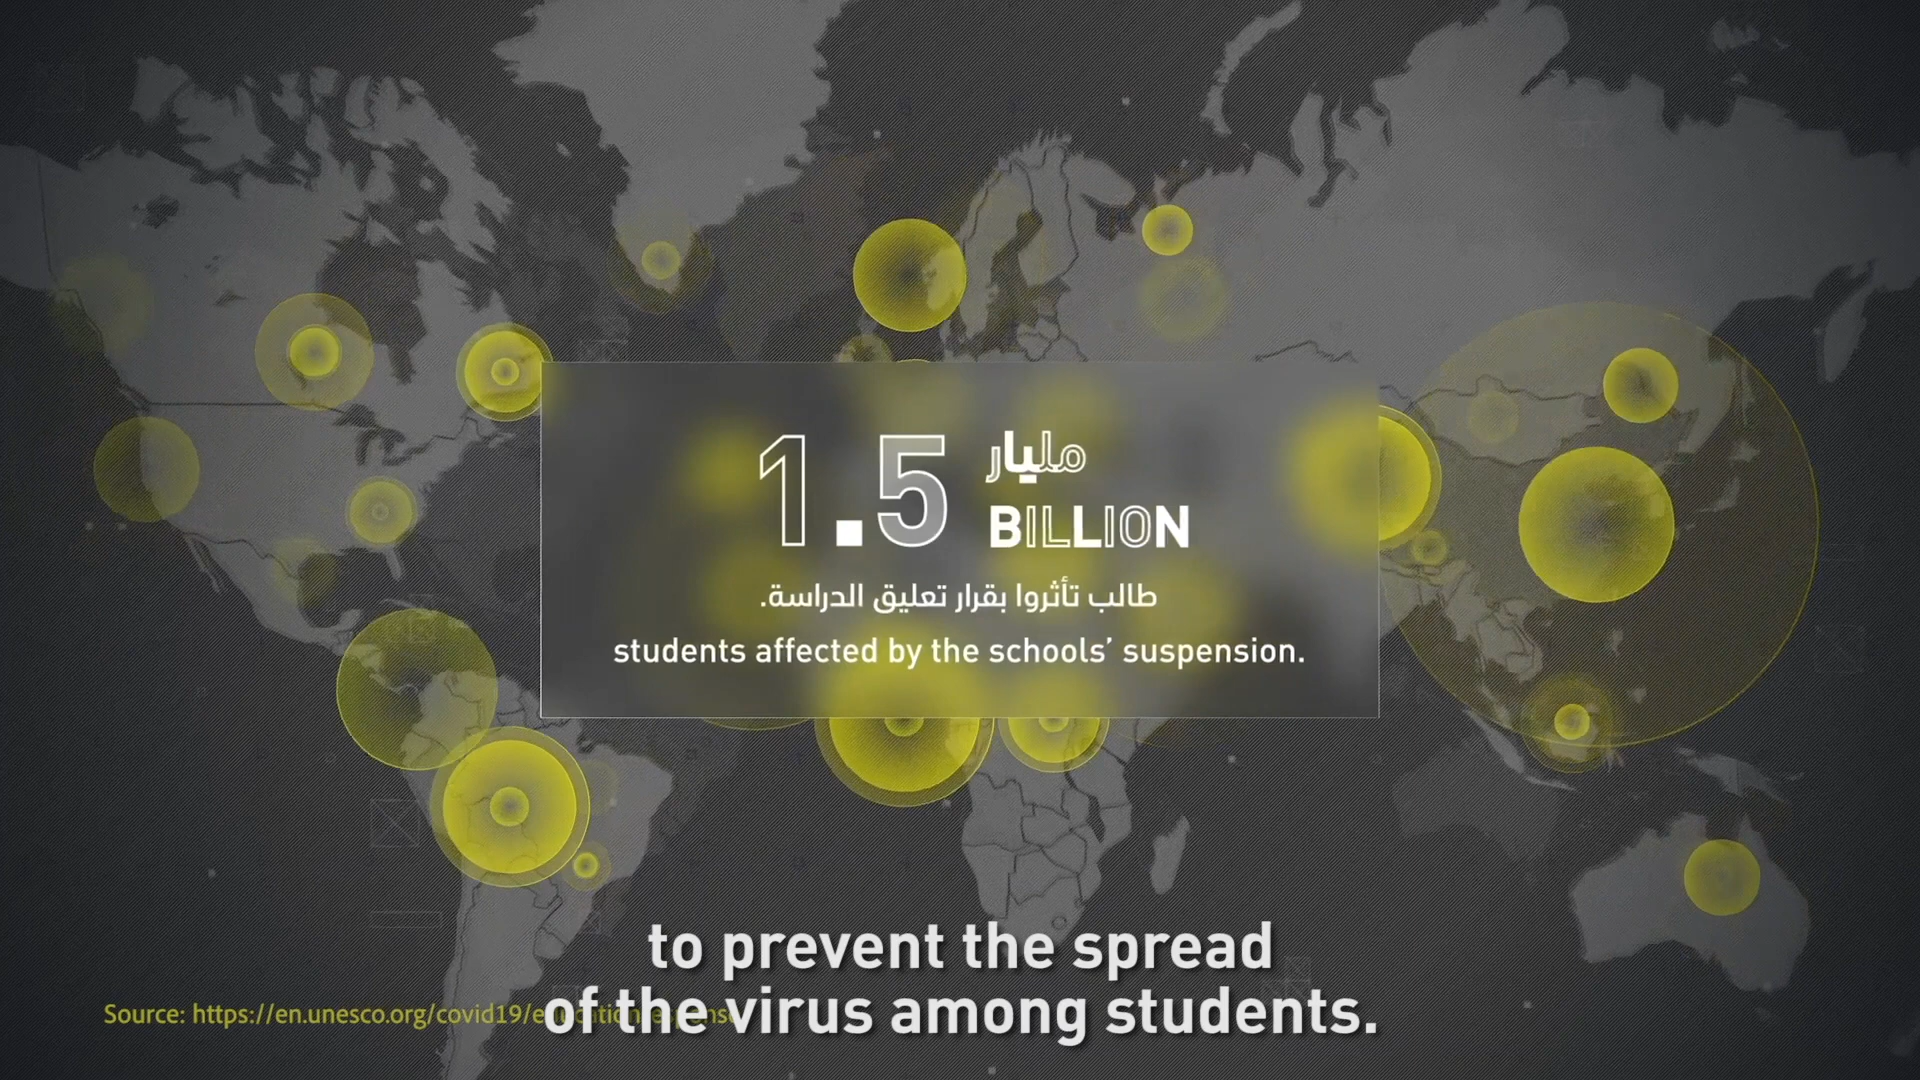 1.5 مليار
BILLION
طالب تأثروا بقرار تعليق الدراسة.
students affected by the schools’ suspension.
to prevent the spread
of the virus among students.
Source: https://en.unesco.org/covid19/educationresponse